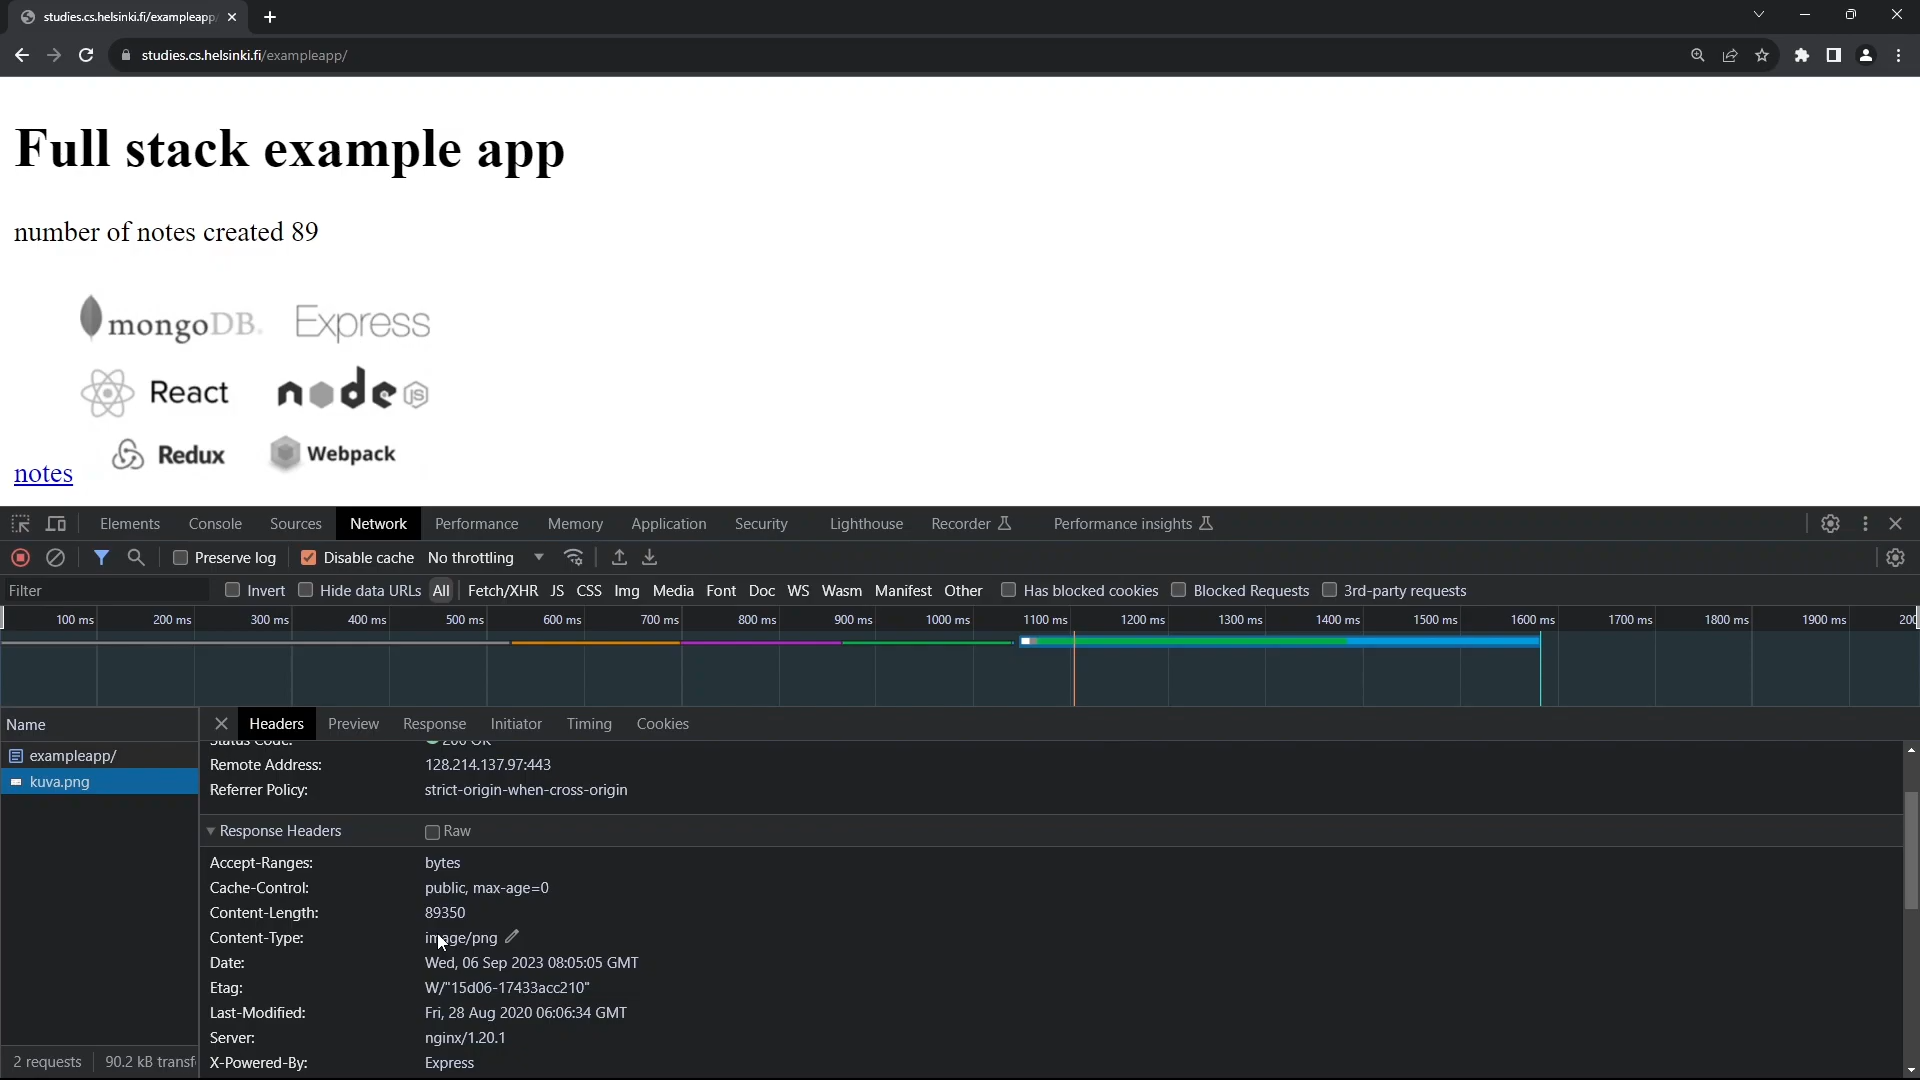 studies.cs.helsinki.fi/exampleapp/
studies.cs.helsinki.fi/exampleapp/
Full stack example app
number of notes created 89
mongoDB. Express
React node JS
Redux Webpack
notes
Elements Console Sources Network Performance Memory Application Security Lighthouse Recorder Performance insights
Preserve log Disable cache No throttling
Filter Invert Hide data URLs All Fetch/XHR JS CSS Img Media Font Doc WS Wasm Manifest Other Has blocked cookies Blocked Requests 3rd-party requests
100 ms 200 ms 300 ms 400 ms 500 ms 600 ms 700 ms 800 ms 900 ms 1000 ms 1100 ms 1200 ms 1300 ms 1400 ms 1500 ms 1600 ms 1700 ms 1800 ms 1900 ms 200
Name Headers Preview Response Initiator Timing Cookies
exampleapp/
kuva.png
Status Code: 200 OK
Remote Address: 128.214.137.97:443
Referrer Policy: strict-origin-when-cross-origin
Response Headers Raw
Accept-Ranges: bytes
Cache-Control: public, max-age=0
Content-Length: 89350
Content-Type: image/png
Date: Wed, 06 Sep 2023 08:05:05 GMT
Etag: W/"15d06-17433acc210"
Last-Modified: Fri, 28 Aug 2020 06:06:34 GMT
Server: nginx/1.20.1
X-Powered-By: Express
2 requests 90.2 kB transf